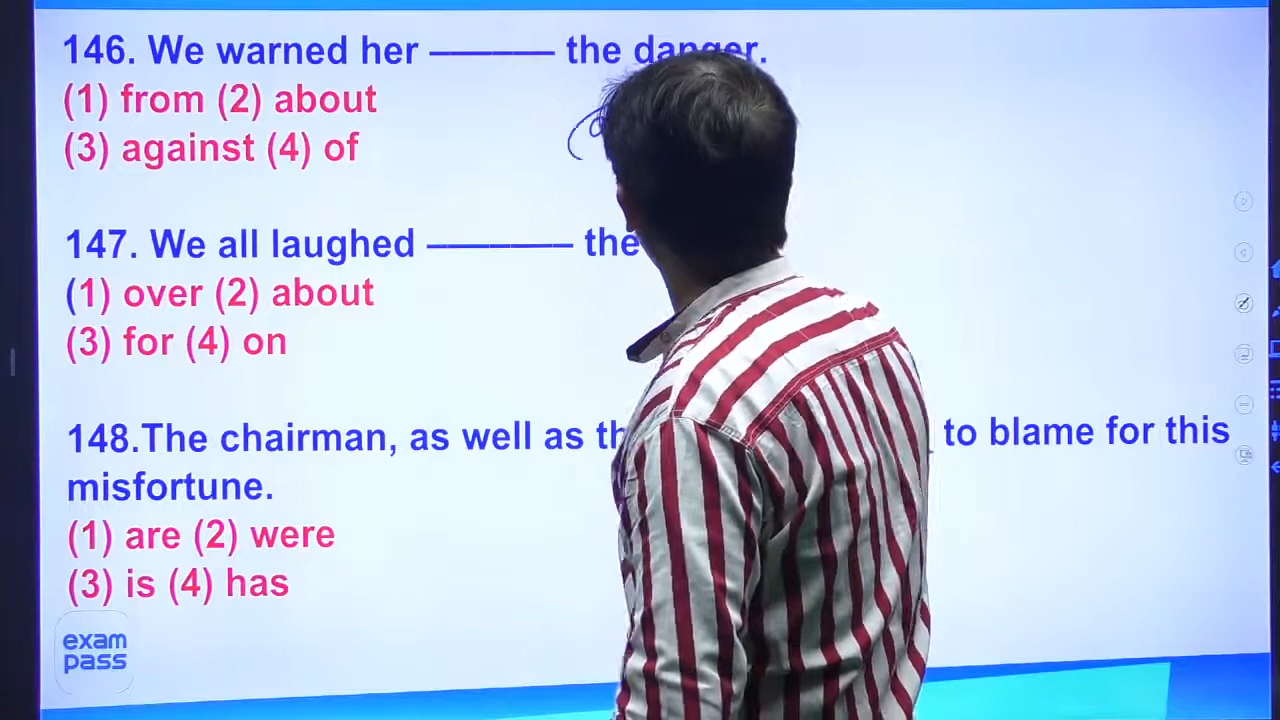 146. We warned her ———— the danger.
(1) from (2) about
(3) against (4) of
147. We all laughed ———— the
(1) over (2) about
(3) for (4) on
148.The chairman, as well as to blame for this
misfortune.
(1) are (2) were
(3) is (4) has
exam
pass